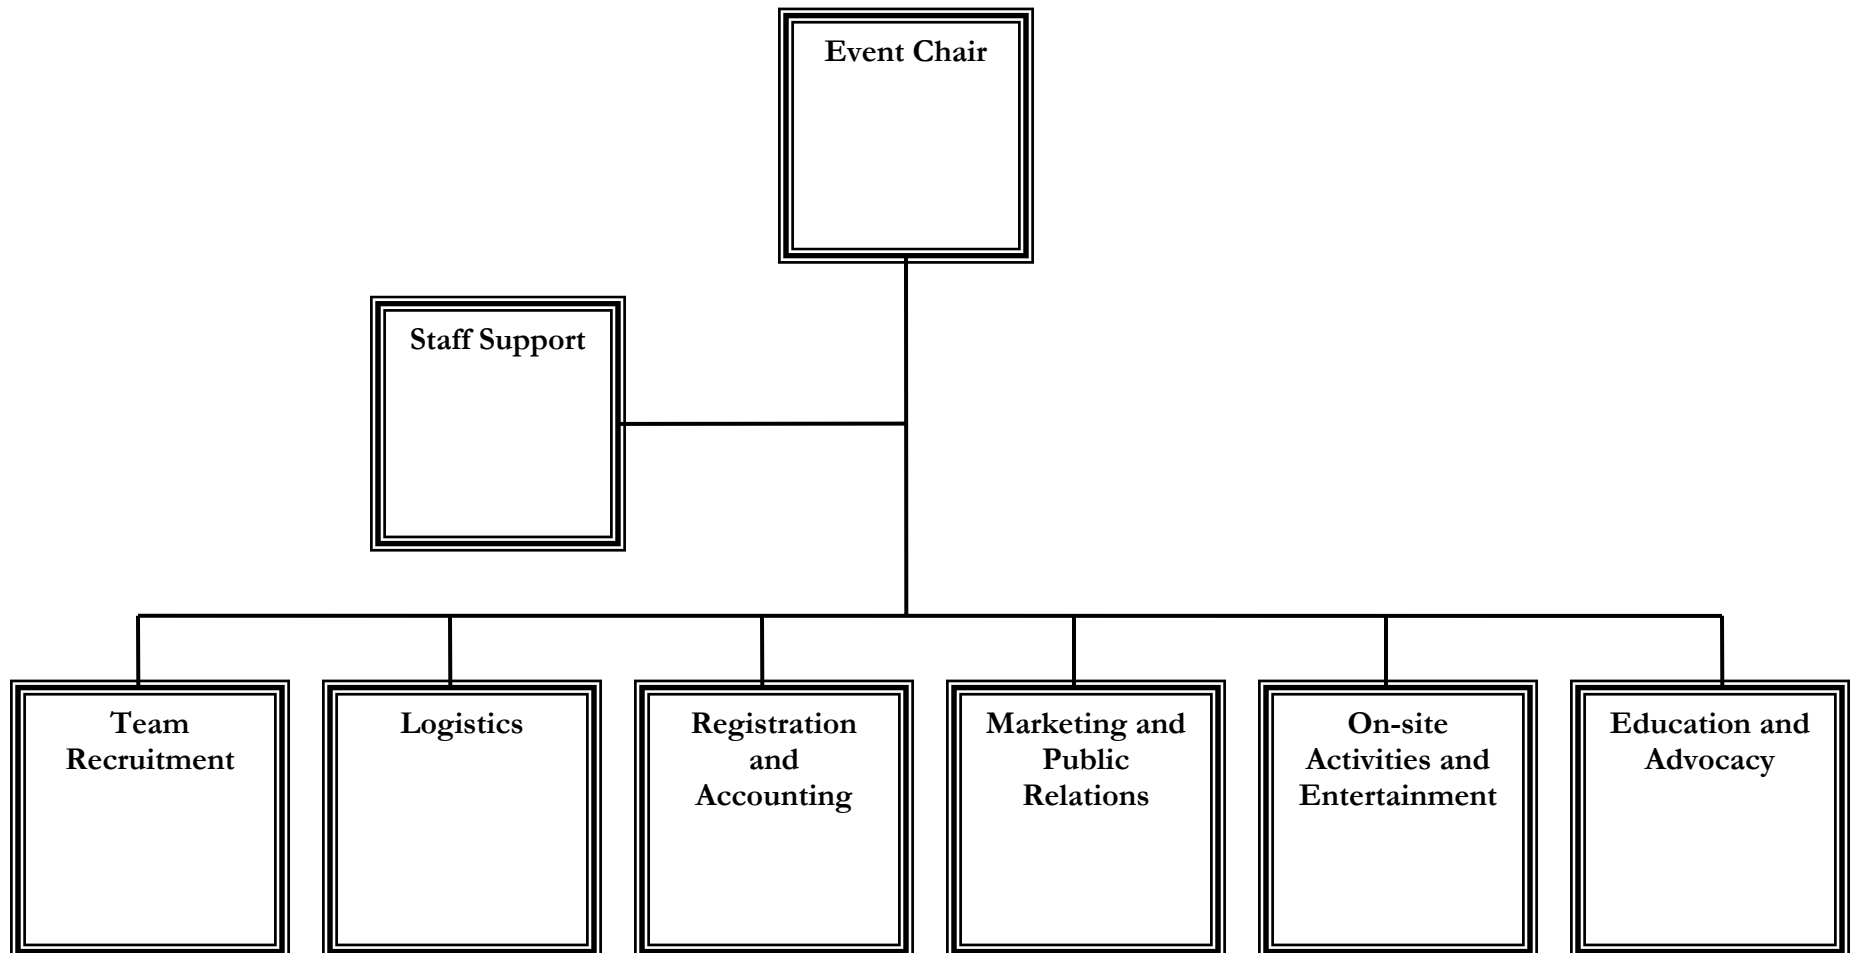 Event Chair
Staff Support
Team
Recruitment
Logistics
Registration
and
Accounting
Marketing and
Public
Relations
On-site
Activities and
Entertainment
Education and
Advocacy